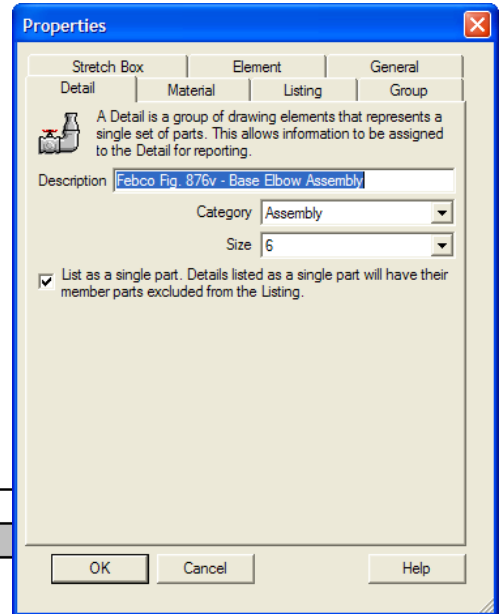 Properties
Stretch Box Element General
Detail Material Listing Group
A Detail is a group of drawing elements that represents a
single set of parts. This allows information to be assigned
to the Detail for reporting.
Description Febco Fig. 876v - Base Elbow Assembly
Category Assembly
Size 6
List as a single part. Details listed as a single part will have their
member parts excluded from the Listing.
OK Cancel Help